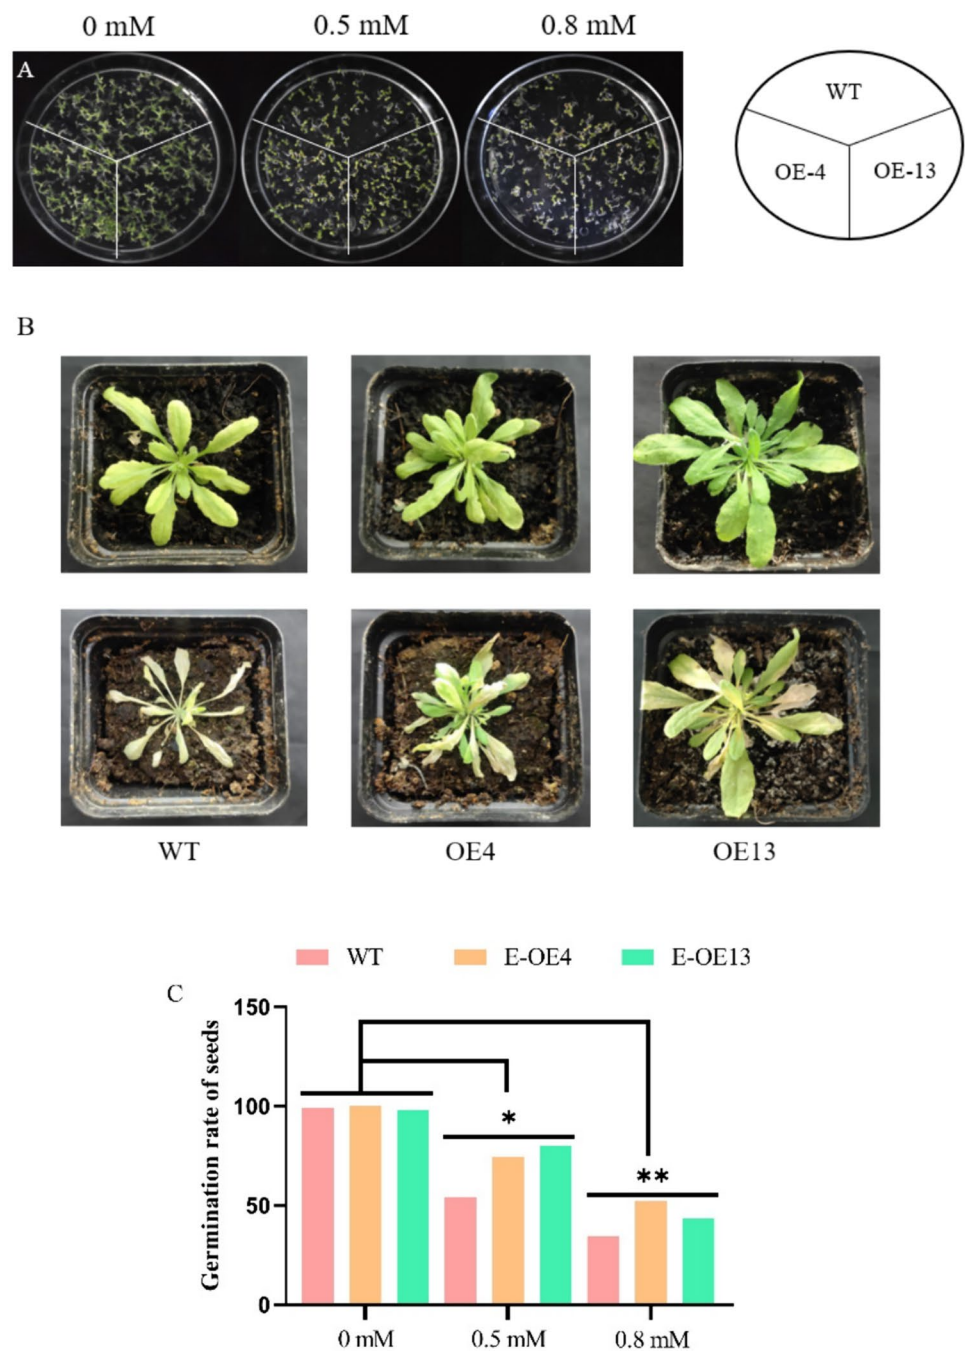 0 mM 0.5 mM 0.8 mM
A
WT
OE-4 OE-13
B
WT OE4 OE13
WT E-OE4 E-OE13
C
Germination rate of seeds
150
100
50
0
*
**
0 mM 0.5 mM 0.8 mM